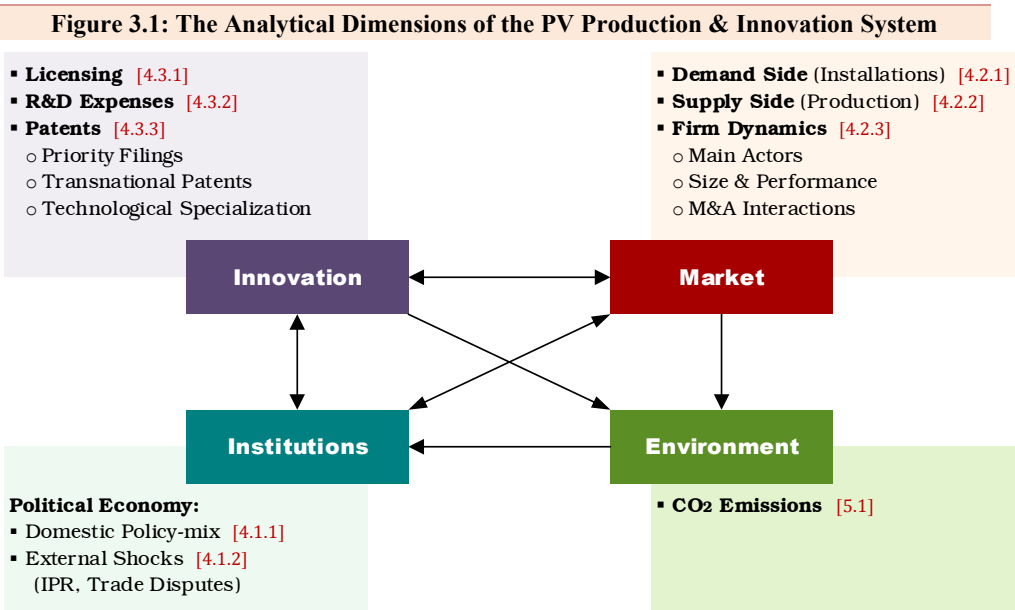 Figure 3.1: The Analytical Dimensions of the PV Production & Innovation System
▪ Licensing [4.3.1]
▪ R&D Expenses [4.3.2]
▪ Patents [4.3.3]
o Priority Filings
o Transnational Patents
o Technological Specialization
▪ Demand Side (Installations) [4.2.1]
▪ Supply Side (Production) [4.2.2]
▪ Firm Dynamics [4.2.3]
o Main Actors
o Size & Performance
o M&A Interactions
Innovation
Market
Institutions
Environment
Political Economy:
▪ Domestic Policy-mix [4.1.1]
▪ External Shocks [4.1.2]
(IPR, Trade Disputes)
▪ CO2 Emissions [5.1]